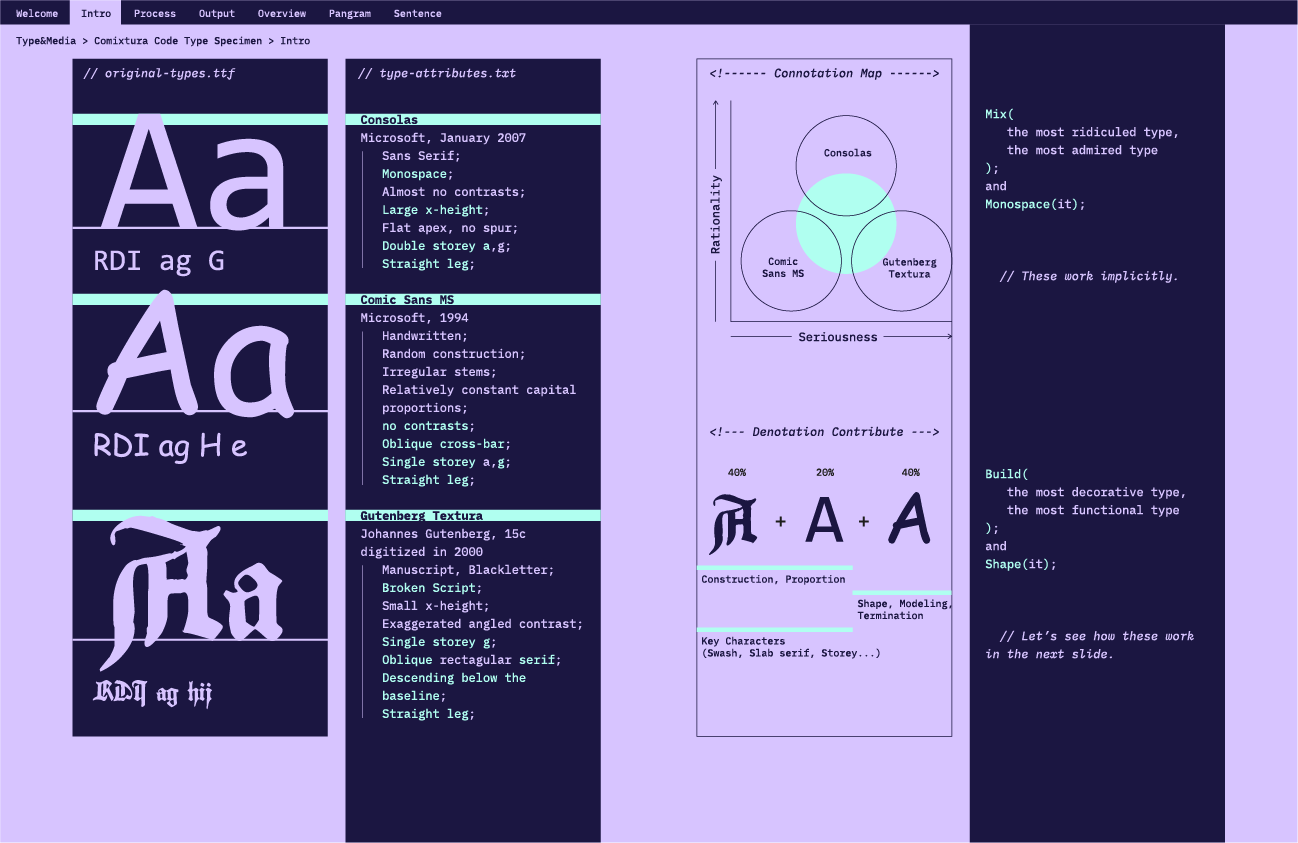 Welcome Intro Process Output Overview Pangram Sentence
Type&Media > Comixtura Code Type Specimen > Intro
// original-types.ttf
Aa
RDI ag G
Aa
RDI ag H e
Aa
RDI ag hij
// type-attributes.txt
Consolas
Microsoft, January 2007
Sans Serif;
Monospace;
Almost no contrasts;
Large x-height;
Flat apex, no spur;
Double storey a,g;
Straight leg;
Comic Sans MS
Microsoft, 1994
Handwritten;
Random construction;
Irregular stems;
Relatively constant capital
proportions;
no contrasts;
Oblique cross-bar;
Single storey a,g;
Straight leg;
Gutenberg Textura
Johannes Gutenberg, 15c
digitized in 2000
Manuscript, Blackletter;
Broken Script;
Small x-height;
Exaggerated angled contrast;
Single storey g;
Oblique rectagular serif;
Descending below the
baseline;
Straight leg;
<!------ Connotation Map ------>
Rationality
Consolas
Comic
Sans MS
Gutenberg
Textura
Seriousness
<!--- Denotation Contribute --->
40% 20% 40%
A + A + A
Construction, Proportion
Shape, Modeling,
Termination
Key Characters
(Swash, Slab serif, Storey...)
Mix(
the most ridiculed type,
the most admired type
);
and
Monospace(it);
// These work implicitly.
Build(
the most decorative type,
the most functional type
);
and
Shape(it);
// Let’s see how these work
in the next slide.